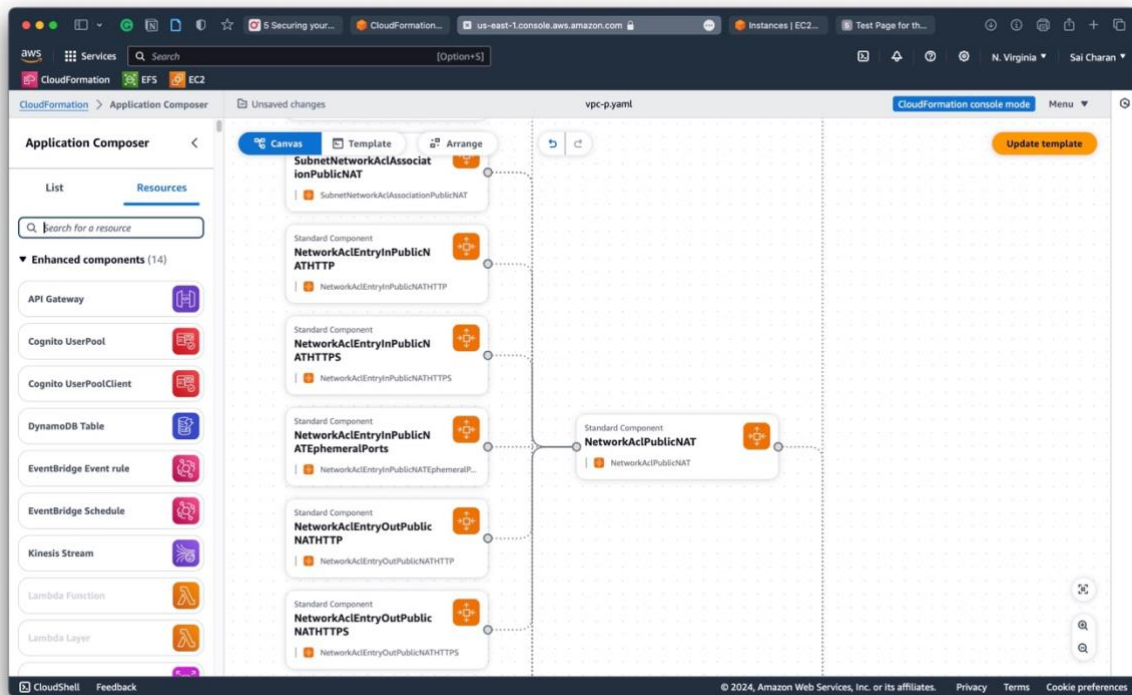 5 Securing your...
CloudFormation...
us-east-1.console.aws.amazon.com
Instances | EC2...
Test Page for th...
aws
Services
Search
[Option+S]
N. Virginia
Sai Charan
CloudFormation
EFS
EC2
CloudFormation > Application Composer
Unsaved changes
vpc-p.yaml
CloudFormation console mode
Menu
Application Composer
Canvas
Template
Arrange
Update template
List
Resources
Search for a resource
Enhanced components (14)
API Gateway
Cognito UserPool
Cognito UserPoolClient
DynamoDB Table
EventBridge Event rule
EventBridge Schedule
Kinesis Stream
Lambda Function
Lambda Layer
SubnetNetworkAclAssociat
ionPublicNAT
SubnetNetworkAclAssociationPublicNAT
Standard Component
NetworkAclEntryInPublicN
ATHTTP
NetworkAclEntryInPublicNATHTTP
Standard Component
NetworkAclEntryInPublicN
ATHTTPS
NetworkAclEntryInPublicNATHTTPS
Standard Component
NetworkAclEntryInPublicN
ATEphemeralPorts
NetworkAclEntryInPublicNATEphemeralP...
Standard Component
NetworkAclEntryOutPublic
NATHTTP
NetworkAclEntryOutPublicNATHTTP
Standard Component
NetworkAclEntryOutPublic
NATHTTPS
NetworkAclEntryOutPublicNATHTTPS
Standard Component
NetworkAclPublicNAT
NetworkAclPublicNAT
CloudShell
Feedback
© 2024, Amazon Web Services, Inc. or its affiliates.
Privacy
Terms
Cookie preferences